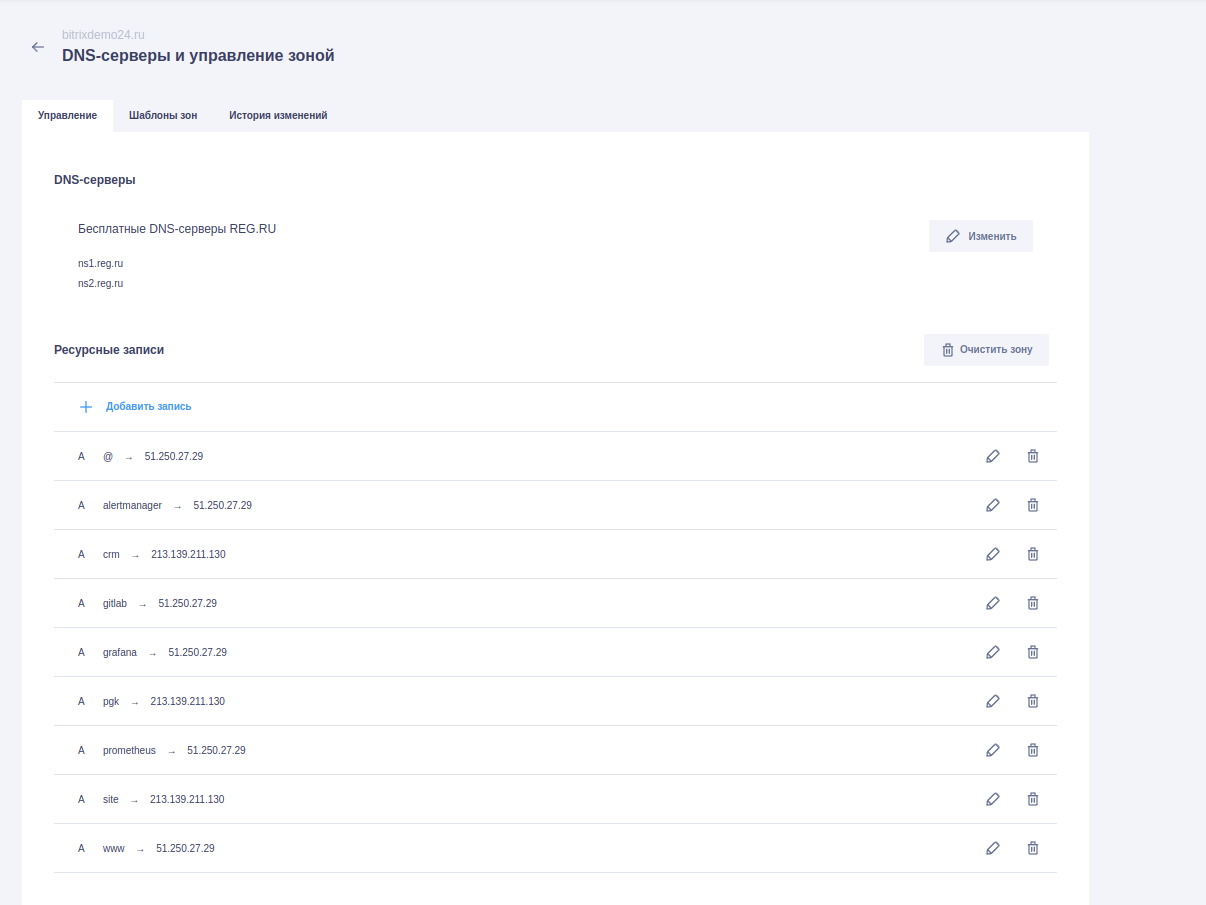 bitrixdemo24.ru
DNS-серверы и управление зоной
Управление Шаблоны зон История изменений
DNS-серверы
Бесплатные DNS-серверы REG.RU
Изменить
ns1.reg.ru
ns2.reg.ru
Ресурсные записи
Очистить зону
Добавить запись
A @ → 51.250.27.29
A alertmanager → 51.250.27.29
A crm → 213.139.211.130
A gitlab → 51.250.27.29
A grafana → 51.250.27.29
A pgk → 213.139.211.130
A prometheus → 51.250.27.29
A site → 213.139.211.130
A www → 51.250.27.29